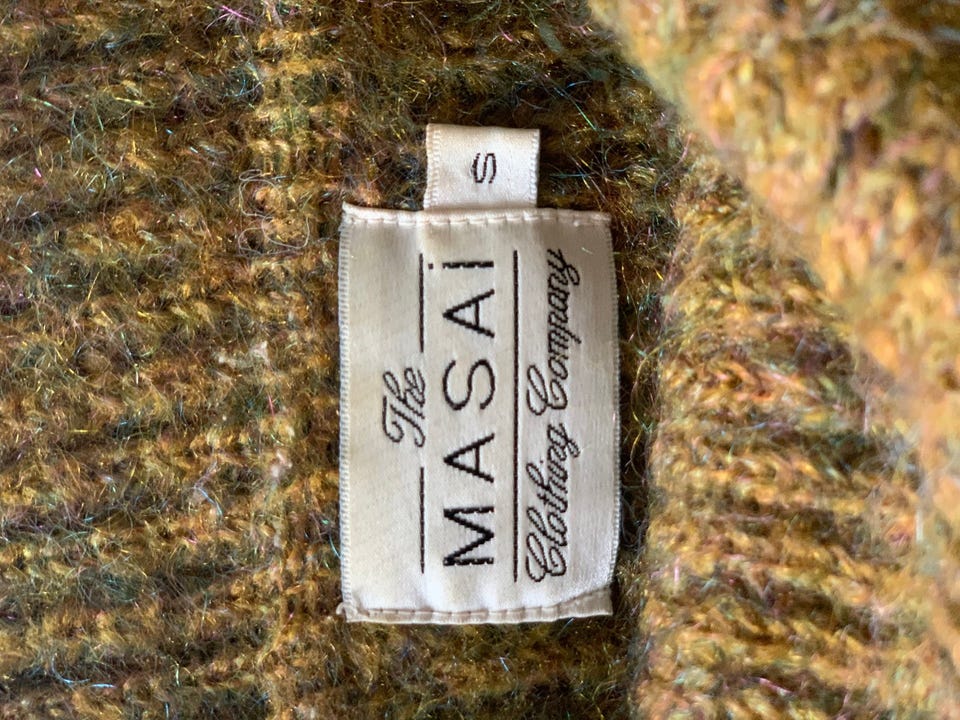 The
MASAi
Clothing Company
S